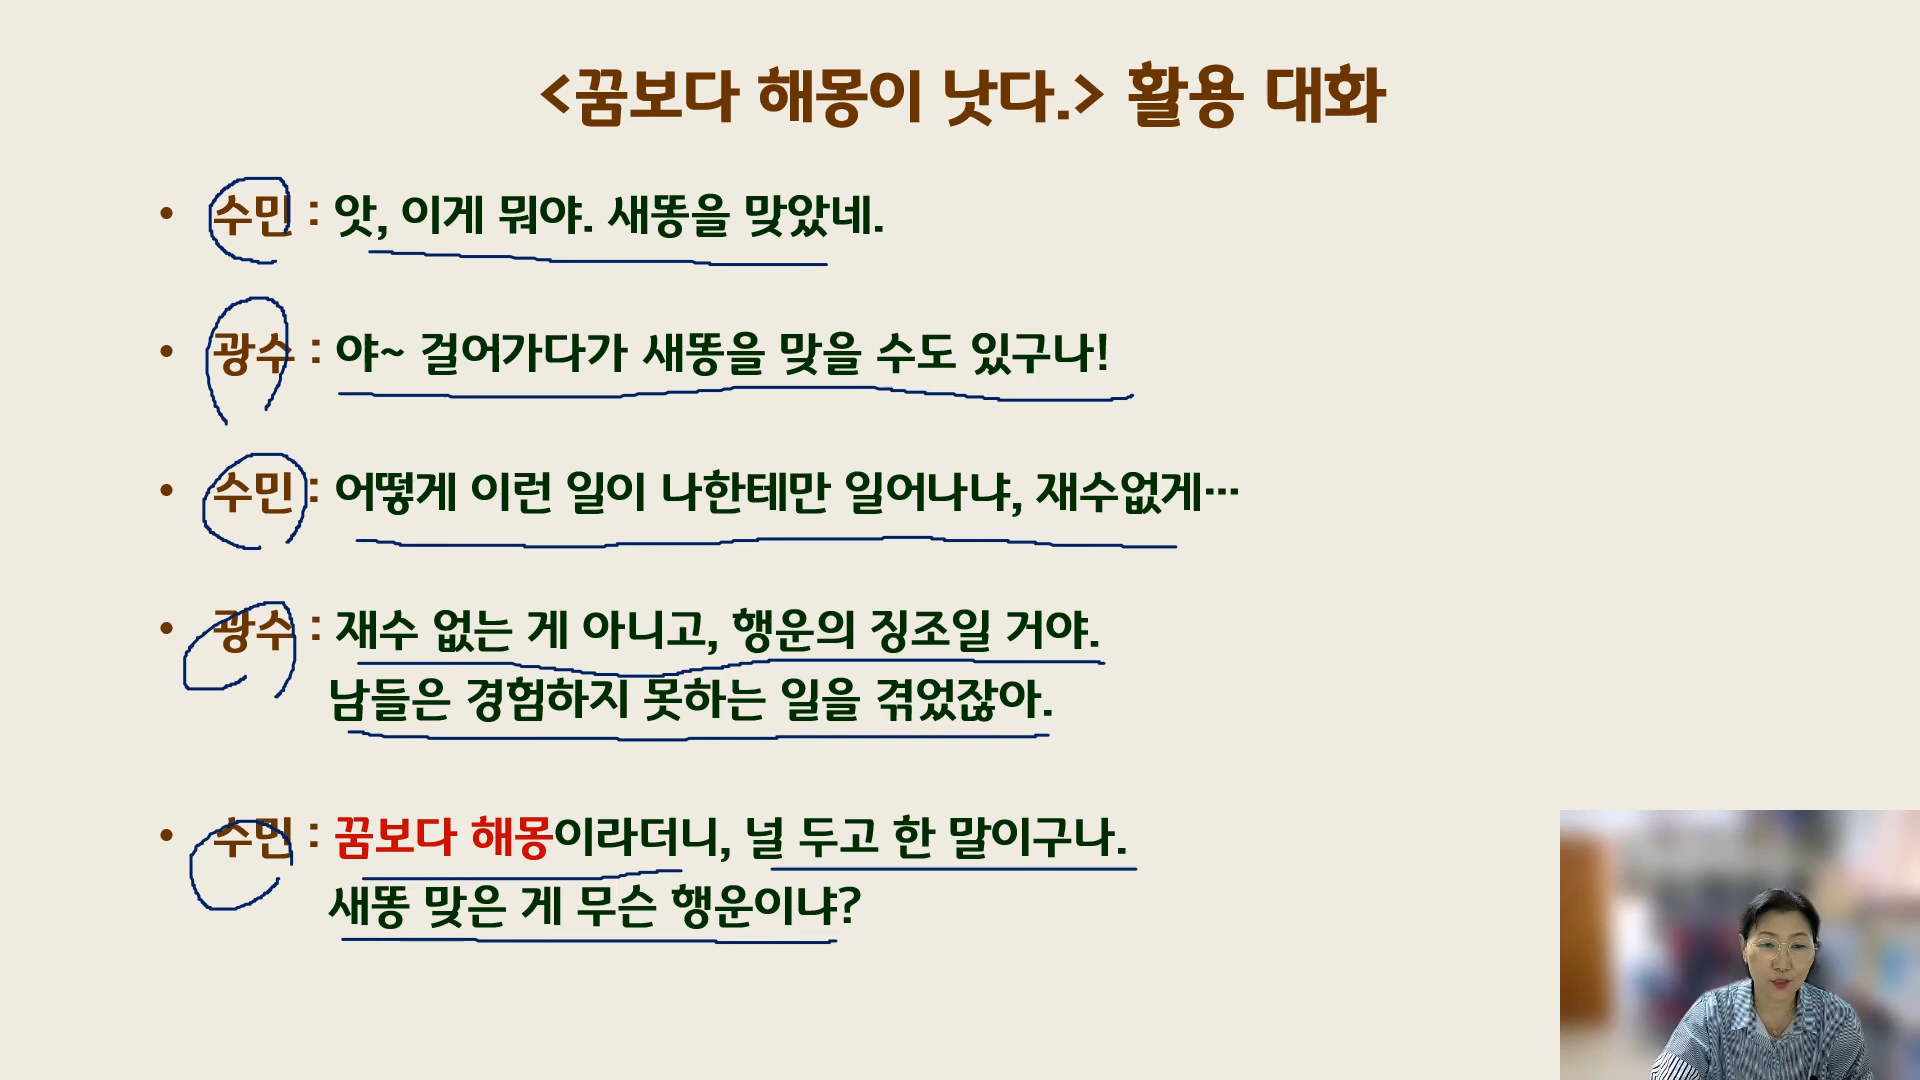 <꿈보다 해몽이 낫다.> 활용 대화
• 수민 : 앗, 이게 뭐야. 새똥을 맞았네.
• 광수 : 야~ 걸어가다가 새똥을 맞을 수도 있구나!
• 수민 : 어떻게 이런 일이 나한테만 일어나냐, 재수없게…
• 광수 : 재수 없는 게 아니고, 행운의 징조일 거야.
남들은 경험하지 못하는 일을 겪었잖아.
• 수민 : 꿈보다 해몽이라더니, 널 두고 한 말이구나.
새똥 맞은 게 무슨 행운이냐?